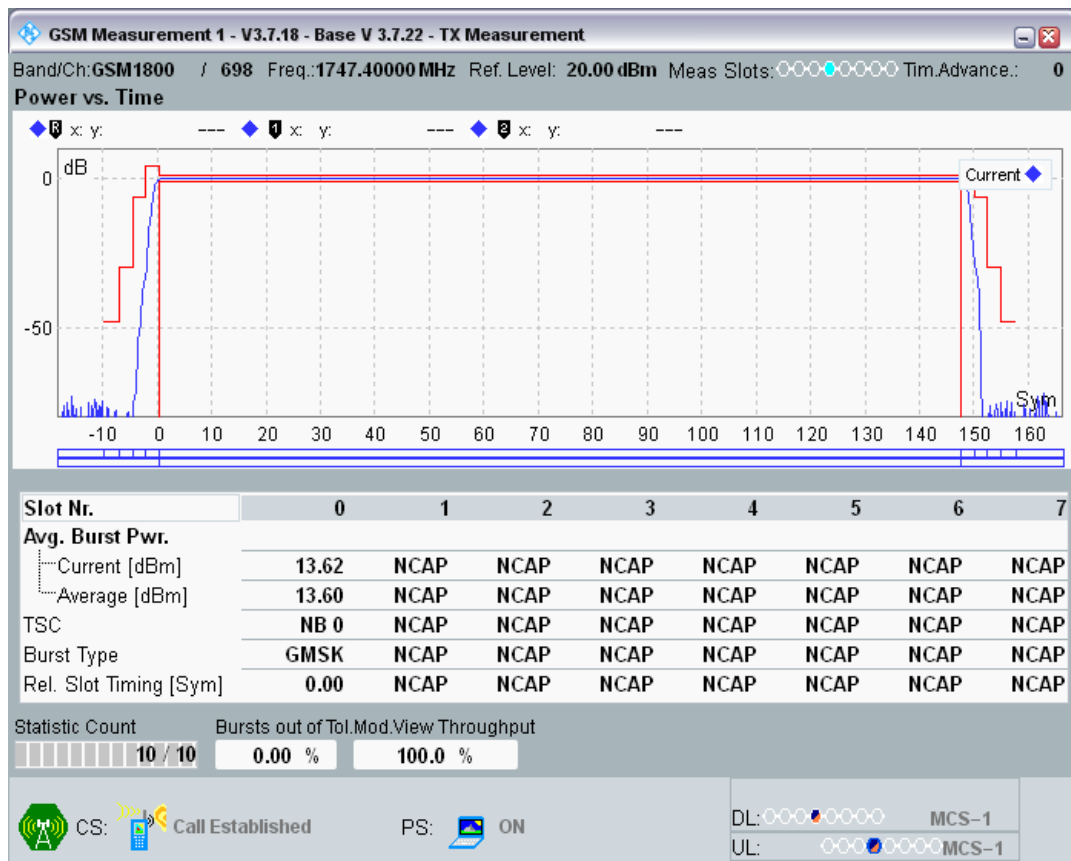 GSM Measurement 1 - V3.7.18 - Base V 3.7.22 - TX Measurement
Band/Ch:GSM1800 / 698 Freq.:1747.40000 MHz Ref. Level: 20.00 dBm Meas Slots: Tim.Advance.: 0
Power vs. Time
R x: y: --- 1 x: y: --- 2 x: y: ---
dB
0
Current
-50
Sym
-10 0 10 20 30 40 50 60 70 80 90 100 110 120 130 140 150 160
Slot Nr. 0 1 2 3 4 5 6 7
Avg. Burst Pwr.
Current [dBm] 13.62 NCAP NCAP NCAP NCAP NCAP NCAP NCAP
Average [dBm] 13.60 NCAP NCAP NCAP NCAP NCAP NCAP NCAP
TSC NB 0 NCAP NCAP NCAP NCAP NCAP NCAP NCAP
Burst Type GMSK NCAP NCAP NCAP NCAP NCAP NCAP NCAP
Rel. Slot Timing [Sym] 0.00 NCAP NCAP NCAP NCAP NCAP NCAP NCAP
Statistic Count Bursts out of Tol.Mod.View Throughput
10 / 10 0.00 % 100.0 %
CS: Call Established PS: ON DL: MCS-1
UL: MCS-1